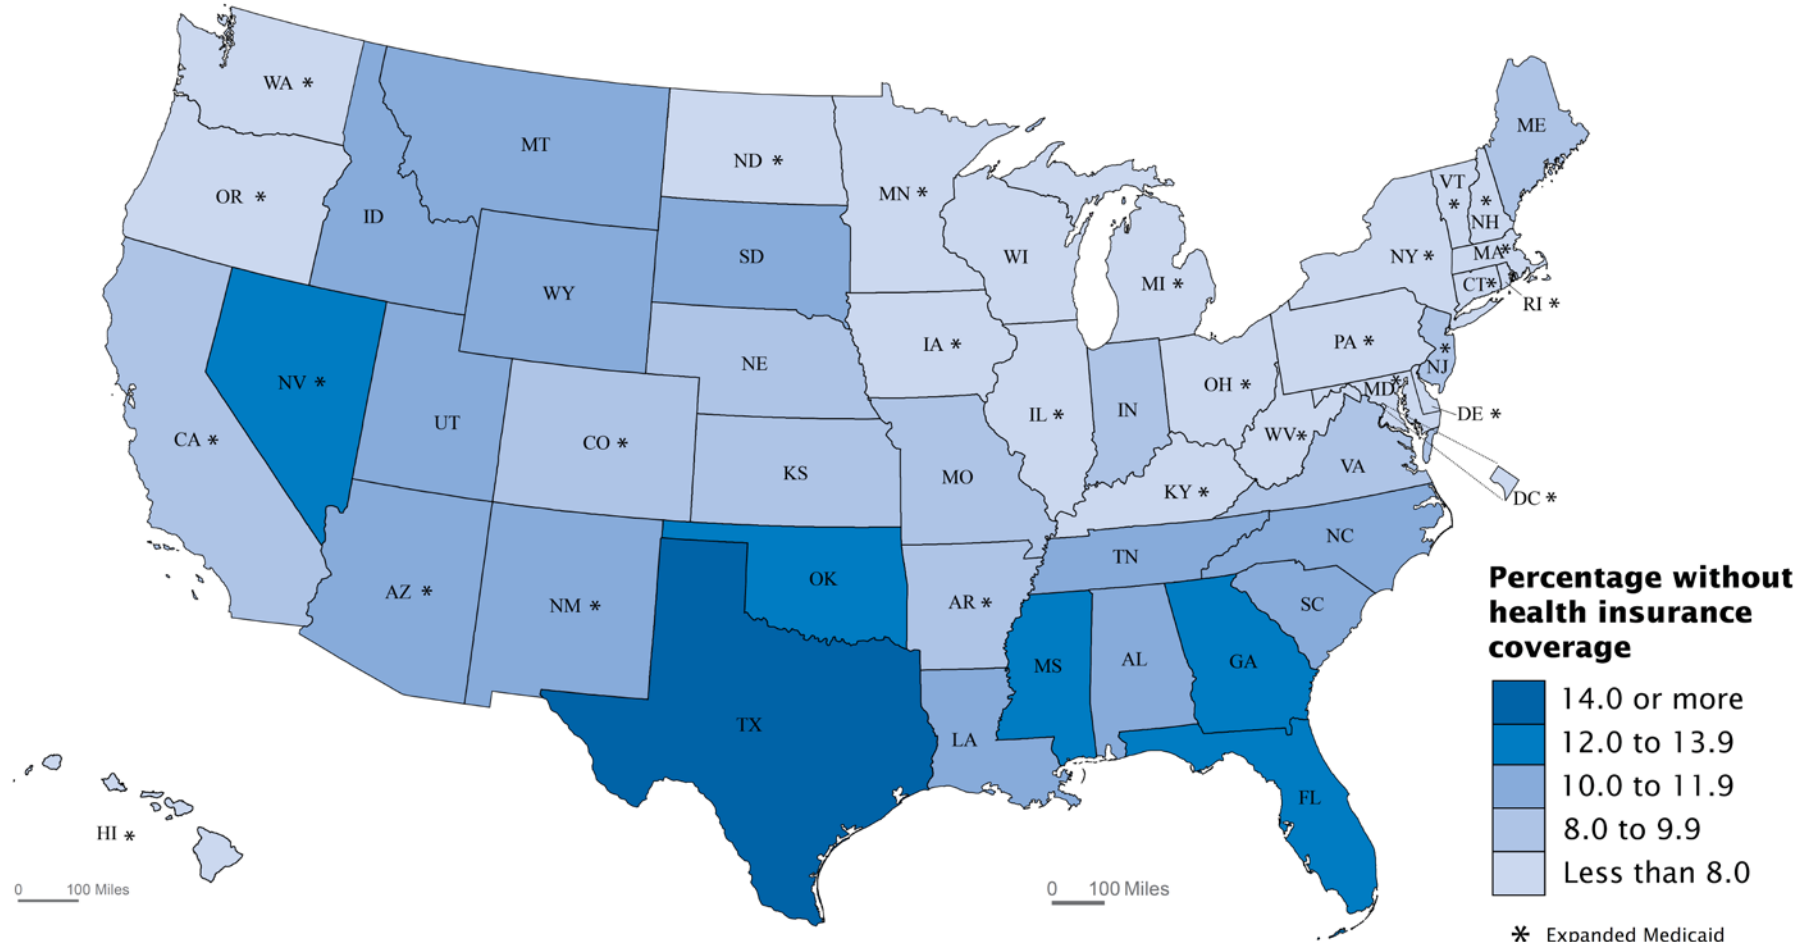 WA *
MT
ND *
MN *
OR *
ID
SD
WY
WI
MI *
ME
VT
*
*
NH
NY *
MA*
CT*
RI *
NV *
UT
NE
IA *
PA *
*
NJ
CA *
CO *
KS
MO
IL *
IN
OH *
WV*
MD*
DE *
VA
DC *
KY *
AZ *
NM *
OK
AR *
TN
NC
SC
MS
AL
GA
TX
LA
FL
HI *
0 100 Miles
0 100 Miles
Percentage without
health insurance
coverage
14.0 or more
12.0 to 13.9
10.0 to 11.9
8.0 to 9.9
Less than 8.0
* Expanded Medicaid